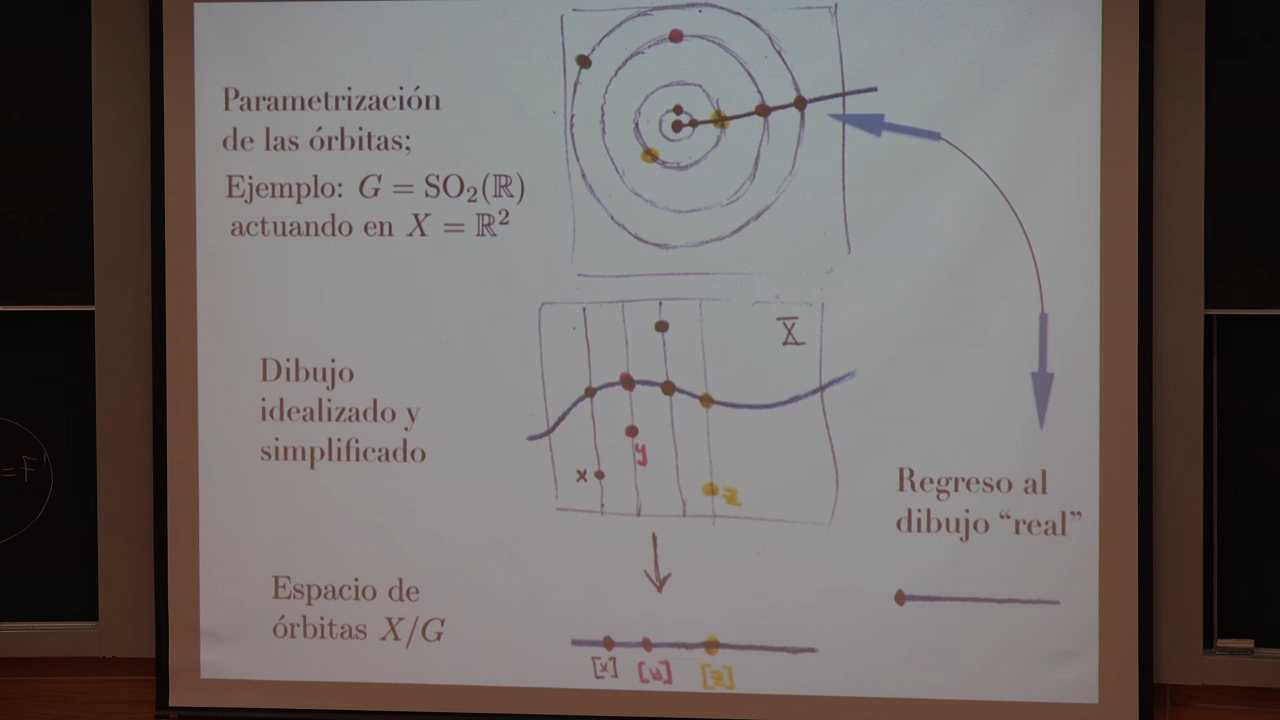 Parametrización
de las órbitas;
Ejemplo: G = SO₂(ℝ)
actuando en X = ℝ²
Dibujo
idealizado y
simplificado
X̅
x
y
z
Regreso al
dibujo “real”
Espacio de
órbitas X/G
[x] [y] [z]
= F